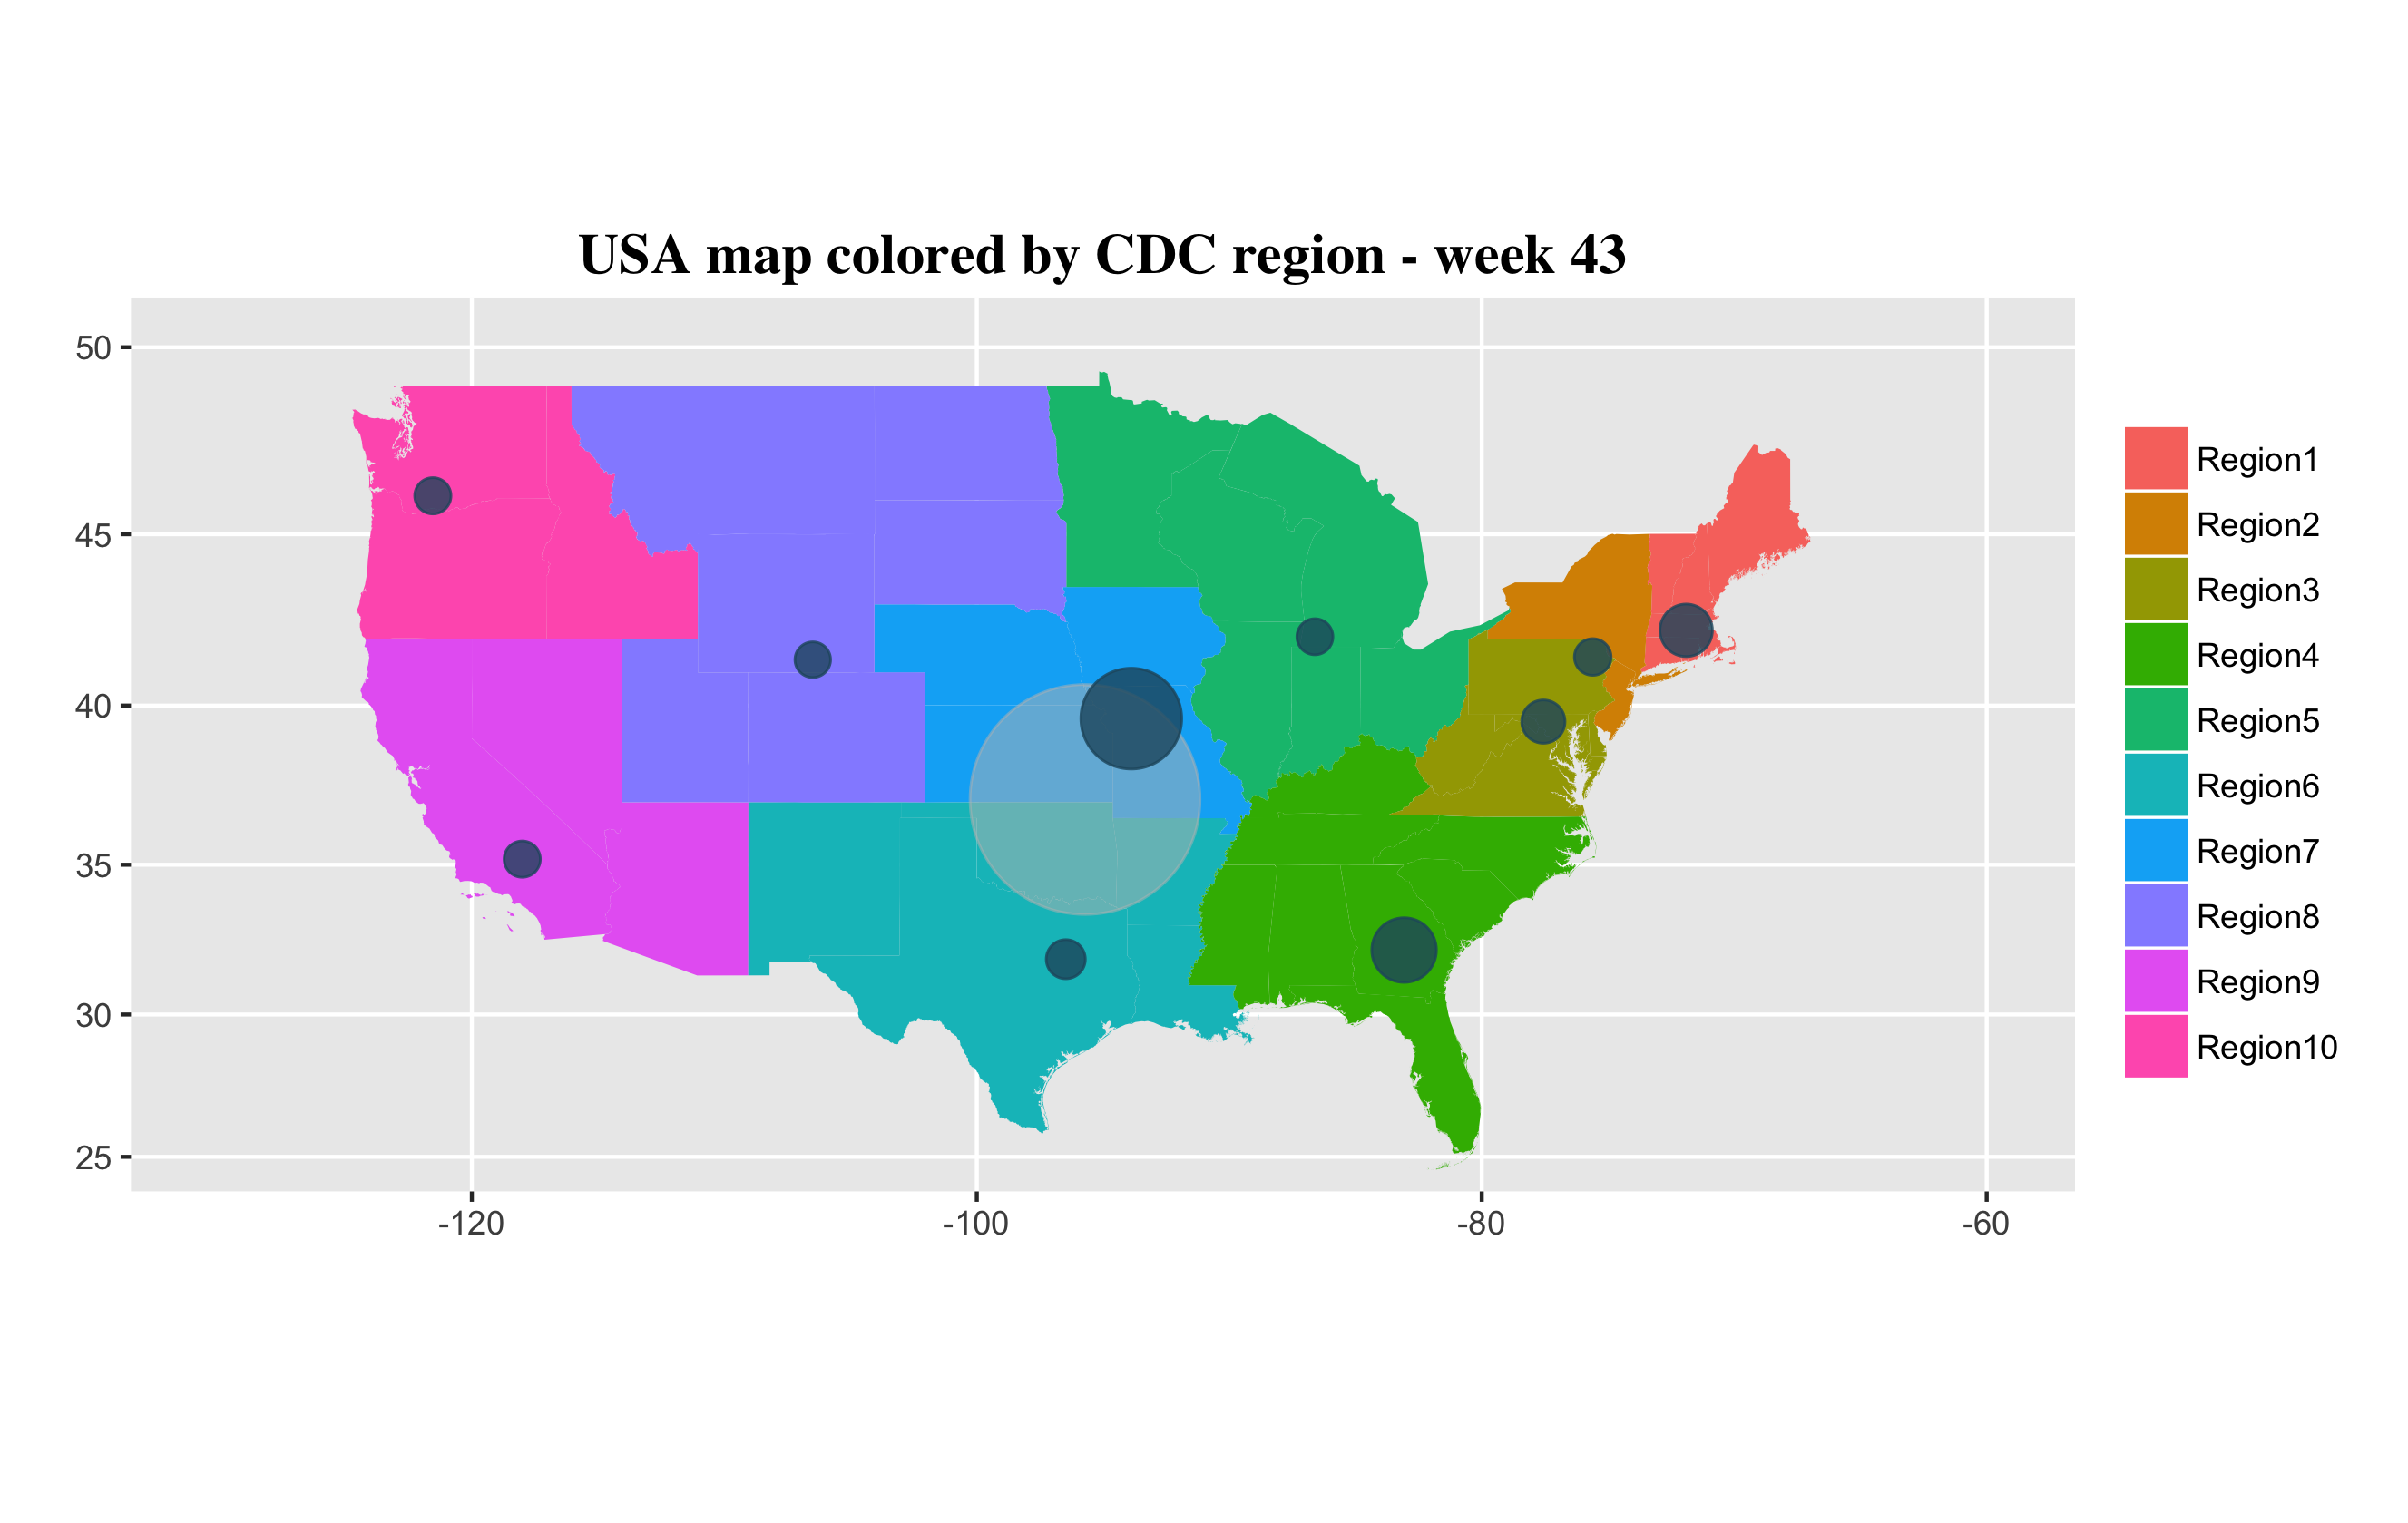 USA map colored by CDC region - week 43
50
45
40
35
30
25
-120
-100
-80
-60
Region1
Region2
Region3
Region4
Region5
Region6
Region7
Region8
Region9
Region10